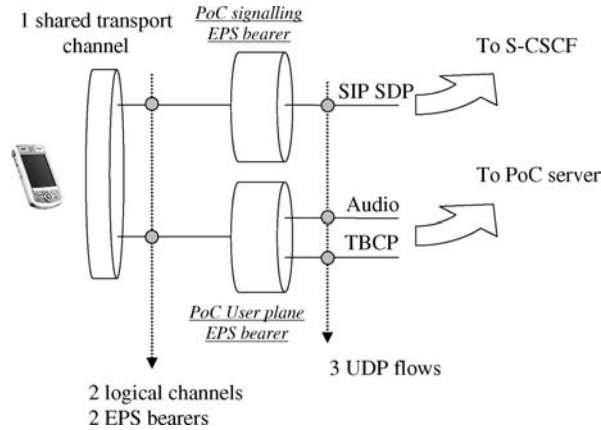 1 shared transport
channel
PoC signalling
EPS bearer
To S-CSCF
SIP SDP
To PoC server
Audio
TBCP
PoC User plane
EPS bearer
3 UDP flows
2 logical channels
2 EPS bearers